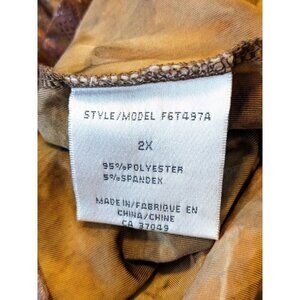 STYLE/MODEL F6T497A
2X
95%POLYESTER
5%SPANDEX
MADE IN/FABRIQUE EN
CHINA/CHINE
CA 37049